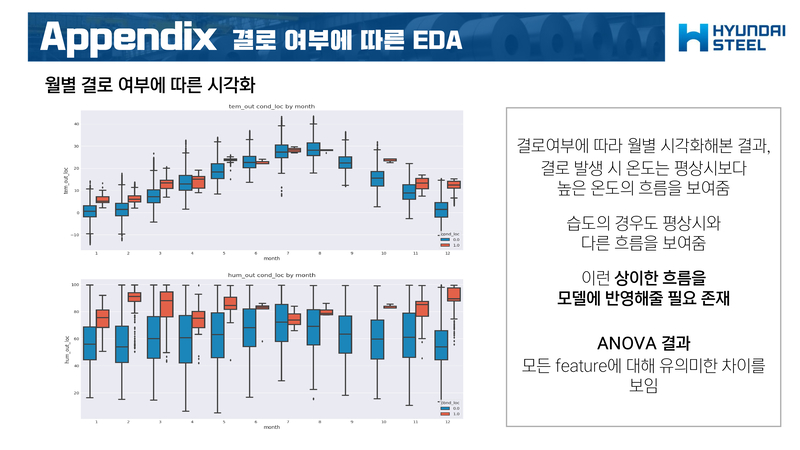 Appendix 결로 여부에 따른 EDA
HYUNDAI
STEEL
월별 결로 여부에 따른 시각화
tem_out cond_loc by month
tem_out_loc
40
30
20
10
0
-10
1 2 3 4 5 6 7 8 9 10 11 12
month
cond_loc
0.0
1.0
hum_out cond_loc by month
hum_out_loc
100
80
60
40
20
1 2 3 4 5 6 7 8 9 10 11 12
month
cond_loc
0.0
1.0
결로여부에 따라 월별 시각화해본 결과,
결로 발생 시 온도는 평상시보다
높은 온도의 흐름을 보여줌
습도의 경우도 평상시와
다른 흐름을 보여줌
이런 상이한 흐름을
모델에 반영해줄 필요 존재
ANOVA 결과
모든 feature에 대해 유의미한 차이를
보임